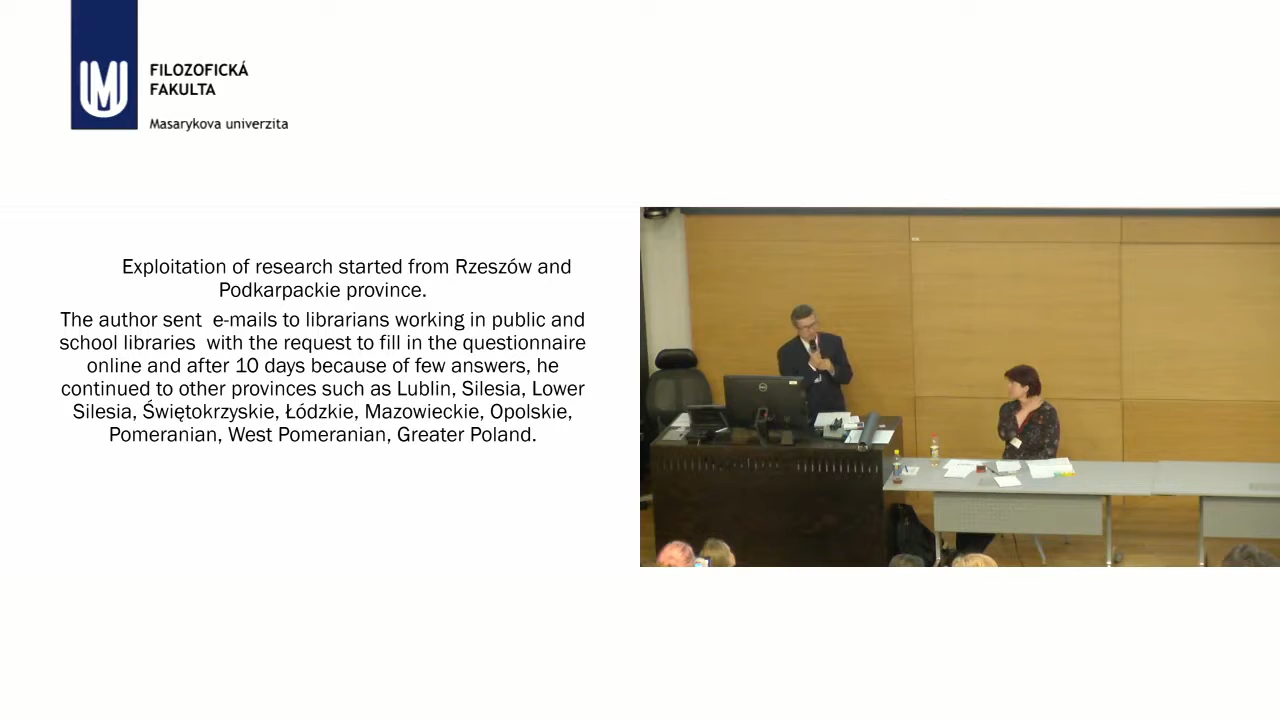 FILOZOFICKÁ
FAKULTA
Masarykova univerzita
Exploitation of research started from Rzeszów and
Podkarpackie province.
The author sent e-mails to librarians working in public and
school libraries with the request to fill in the questionnaire
online and after 10 days because of few answers, he
continued to other provinces such as Lublin, Silesia, Lower
Silesia, Świętokrzyskie, Łódzkie, Mazowieckie, Opolskie,
Pomeranian, West Pomeranian, Greater Poland.